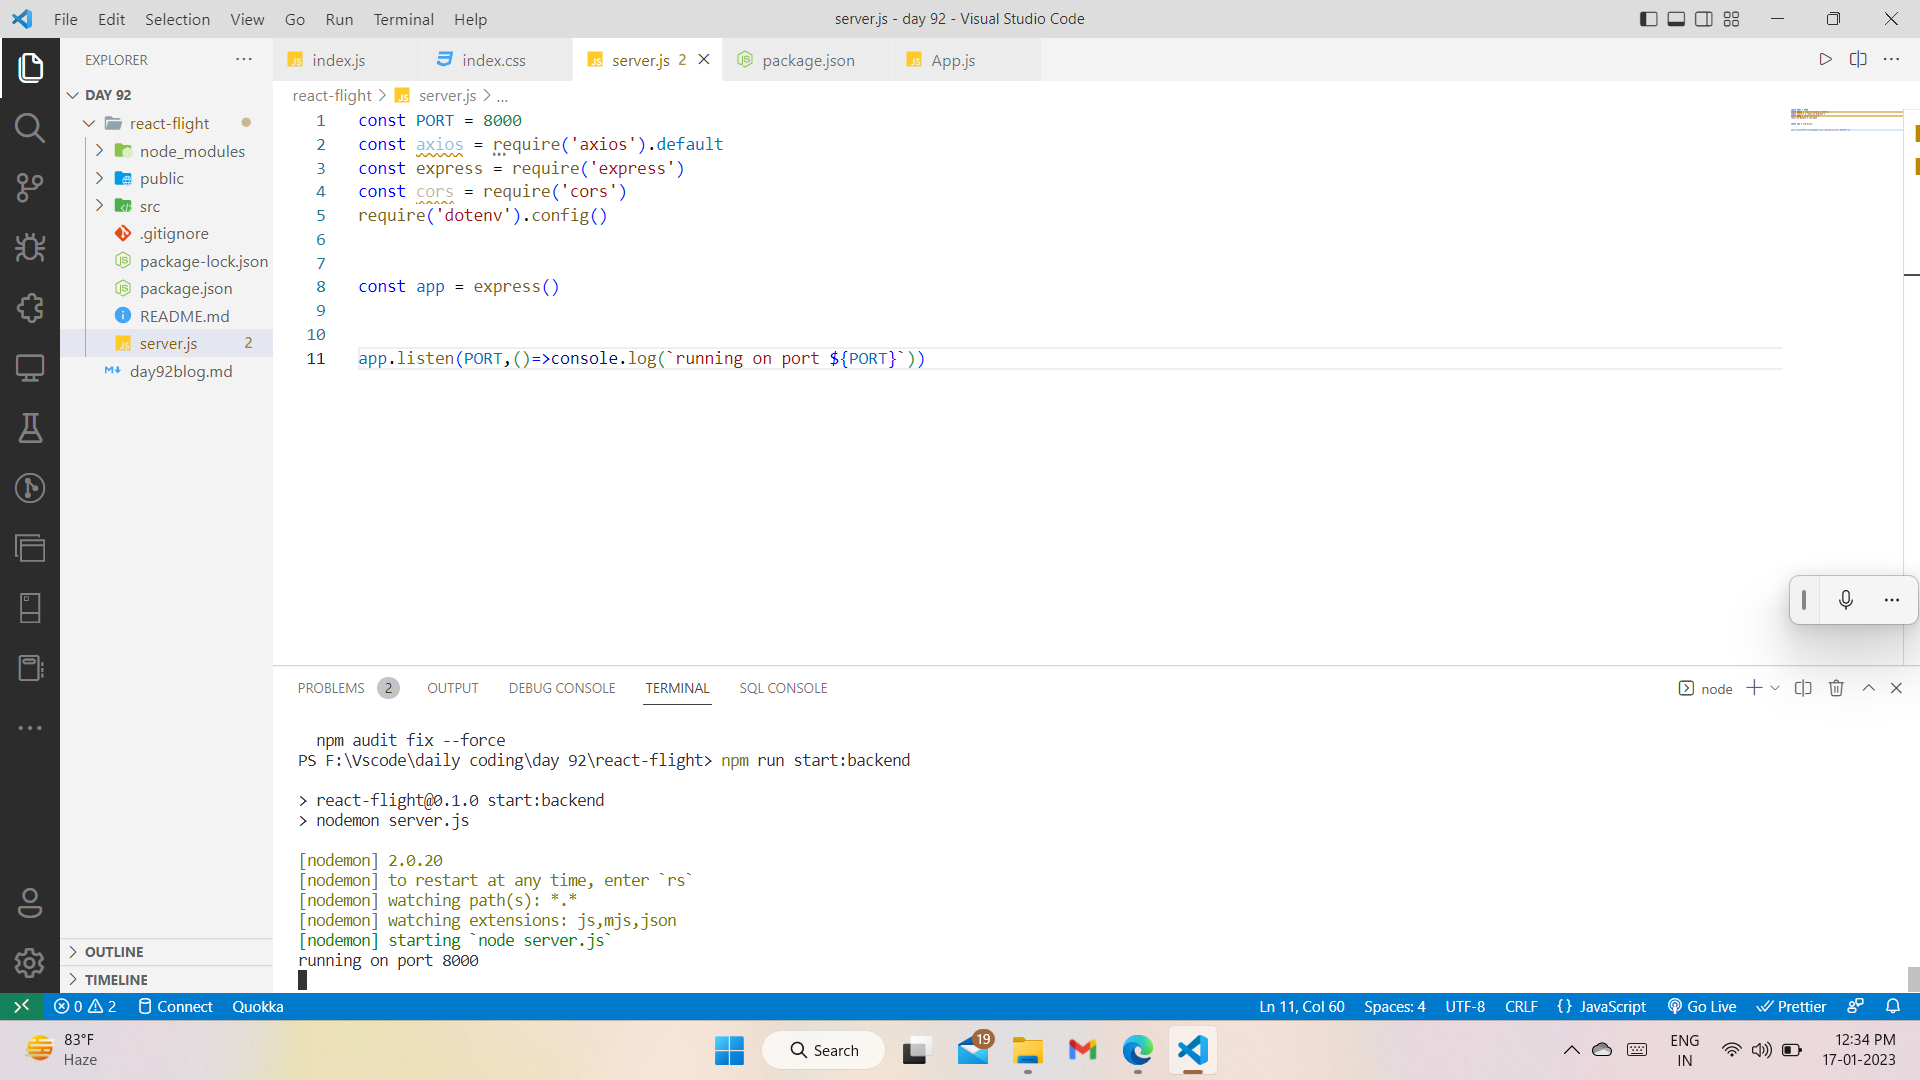 File Edit Selection View Go Run Terminal Help
server.js - day 92 - Visual Studio Code
EXPLORER
index.js
index.css
server.js 2
package.json
App.js
DAY 92
react-flight
node_modules
public
src
.gitignore
package-lock.json
package.json
README.md
server.js 2
day92blog.md
OUTLINE
TIMELINE
react-flight > server.js > ...
1 const PORT = 8000
2 const axios = require('axios').default
3 const express = require('express')
4 const cors = require('cors')
5 require('dotenv').config()
6
7
8 const app = express()
9
10
11 app.listen(PORT,()=>console.log(`running on port ${PORT}`))
PROBLEMS 2 OUTPUT DEBUG CONSOLE TERMINAL SQL CONSOLE
node
npm audit fix --force
PS F:\Vscode\daily coding\day 92\react-flight> npm run start:backend
> react-flight@0.1.0 start:backend
> nodemon server.js
[nodemon] 2.0.20
[nodemon] to restart at any time, enter `rs`
[nodemon] watching path(s): *.*
[nodemon] watching extensions: js,mjs,json
[nodemon] starting `node server.js`
running on port 8000
0 2 Connect Quokka
Ln 11, Col 60 Spaces: 4 UTF-8 CRLF {} JavaScript Go Live Prettier
83°F
Haze
Search
19
ENG
IN
12:34 PM
17-01-2023